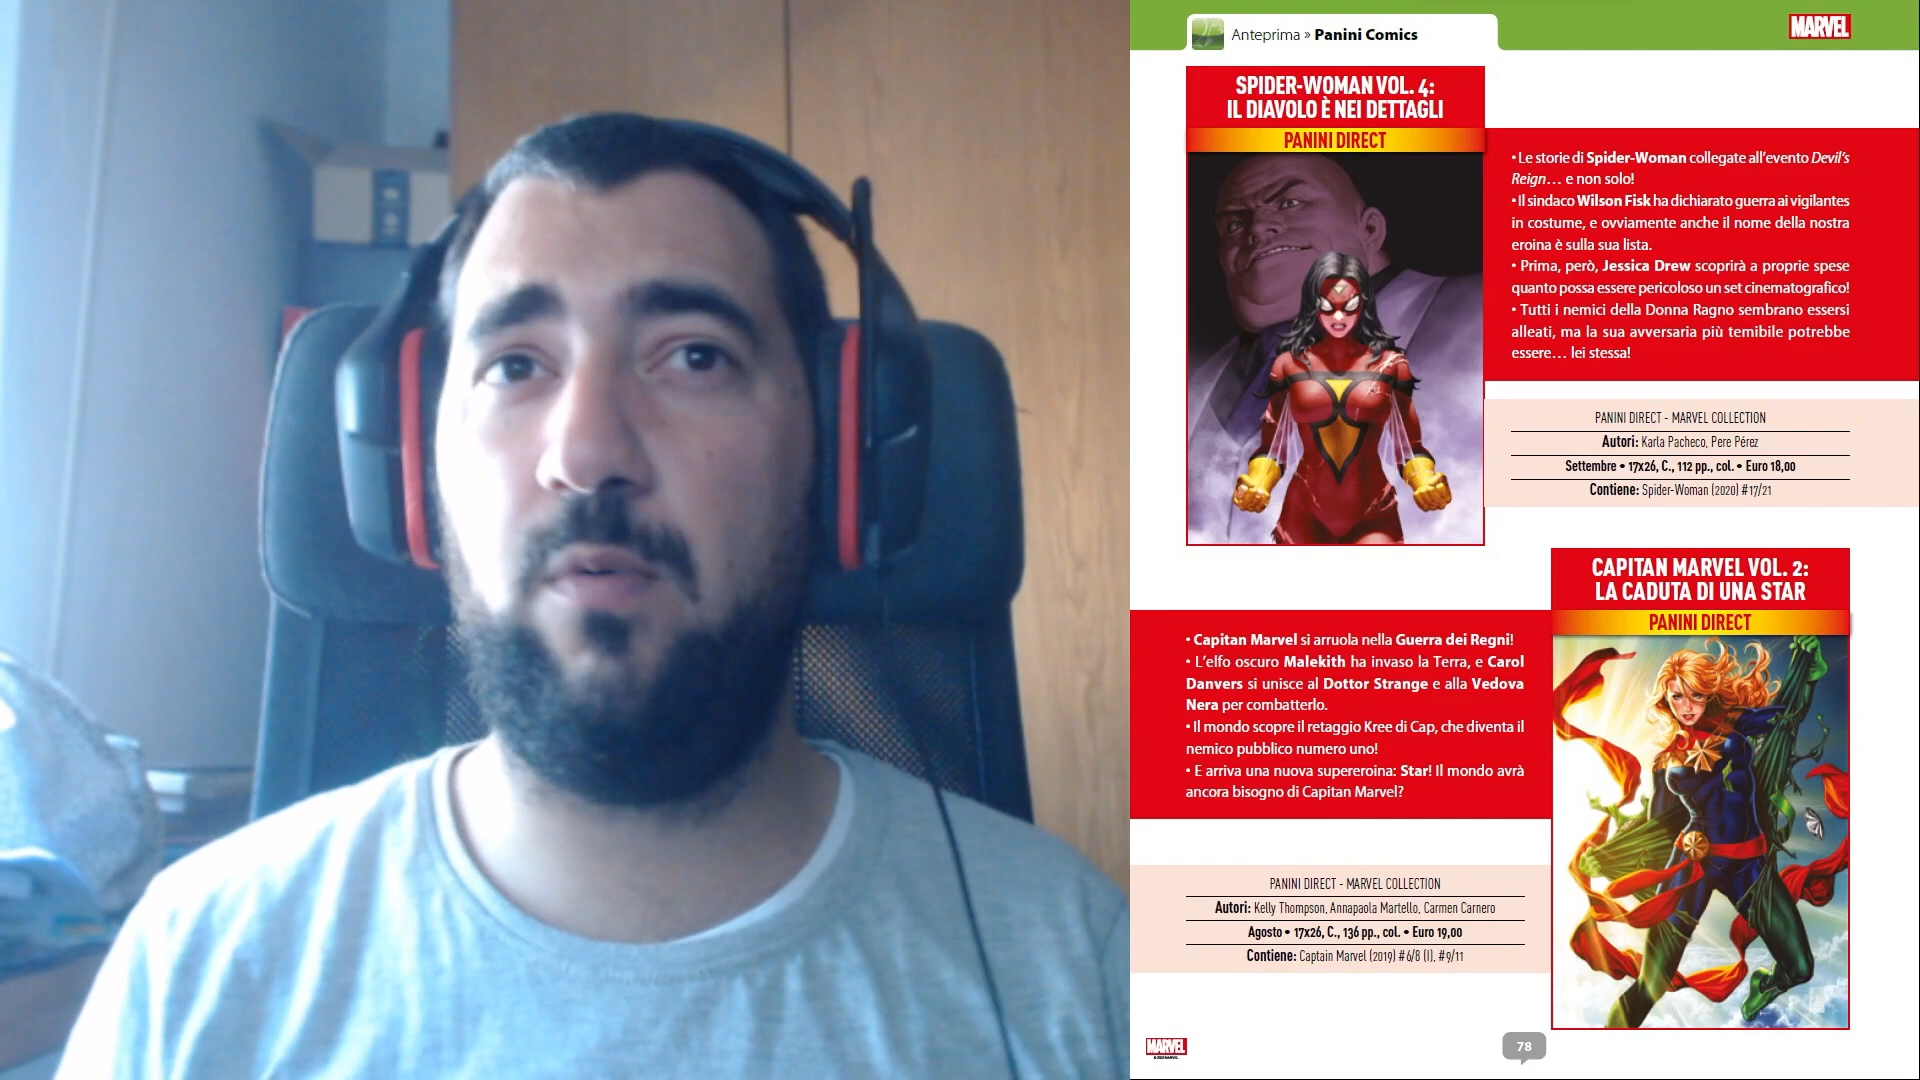 Anteprima » Panini Comics
MARVEL
SPIDER-WOMAN VOL. 4:
IL DIAVOLO È NEI DETTAGLI
PANINI DIRECT
• Le storie di Spider-Woman collegate all'evento Devil's
Reign… e non solo!
• Il sindaco Wilson Fisk ha dichiarato guerra ai vigilantes
in costume, e ovviamente anche il nome della nostra
eroina è sulla sua lista.
• Prima, però, Jessica Drew scoprirà a proprie spese
quanto possa essere pericoloso un set cinematografico!
• Tutti i nemici della Donna Ragno sembrano essersi
alleati, ma la sua avversaria più temibile potrebbe
essere… lei stessa!
PANINI DIRECT - MARVEL COLLECTION
Autori: Karla Pacheco, Pere Pérez
Settembre • 17x26, C., 112 pp., col. • Euro 18,00
Contiene: Spider-Woman (2020) #17/21
CAPITAN MARVEL VOL. 2:
LA CADUTA DI UNA STAR
PANINI DIRECT
• Capitan Marvel si arruola nella Guerra dei Regni!
• L'elfo oscuro Malekith ha invaso la Terra, e Carol
Danvers si unisce al Dottor Strange e alla Vedova
Nera per combatterlo.
• Il mondo scopre il retaggio Kree di Cap, che diventa il
nemico pubblico numero uno!
• E arriva una nuova supereroina: Star! Il mondo avrà
ancora bisogno di Capitan Marvel?
PANINI DIRECT - MARVEL COLLECTION
Autori: Kelly Thompson, Annapaola Martello, Carmen Carnero
Agosto • 17x26, C., 136 pp., col. • Euro 19,00
Contiene: Captain Marvel (2019) #6/8 (I), #9/11
MARVEL
78